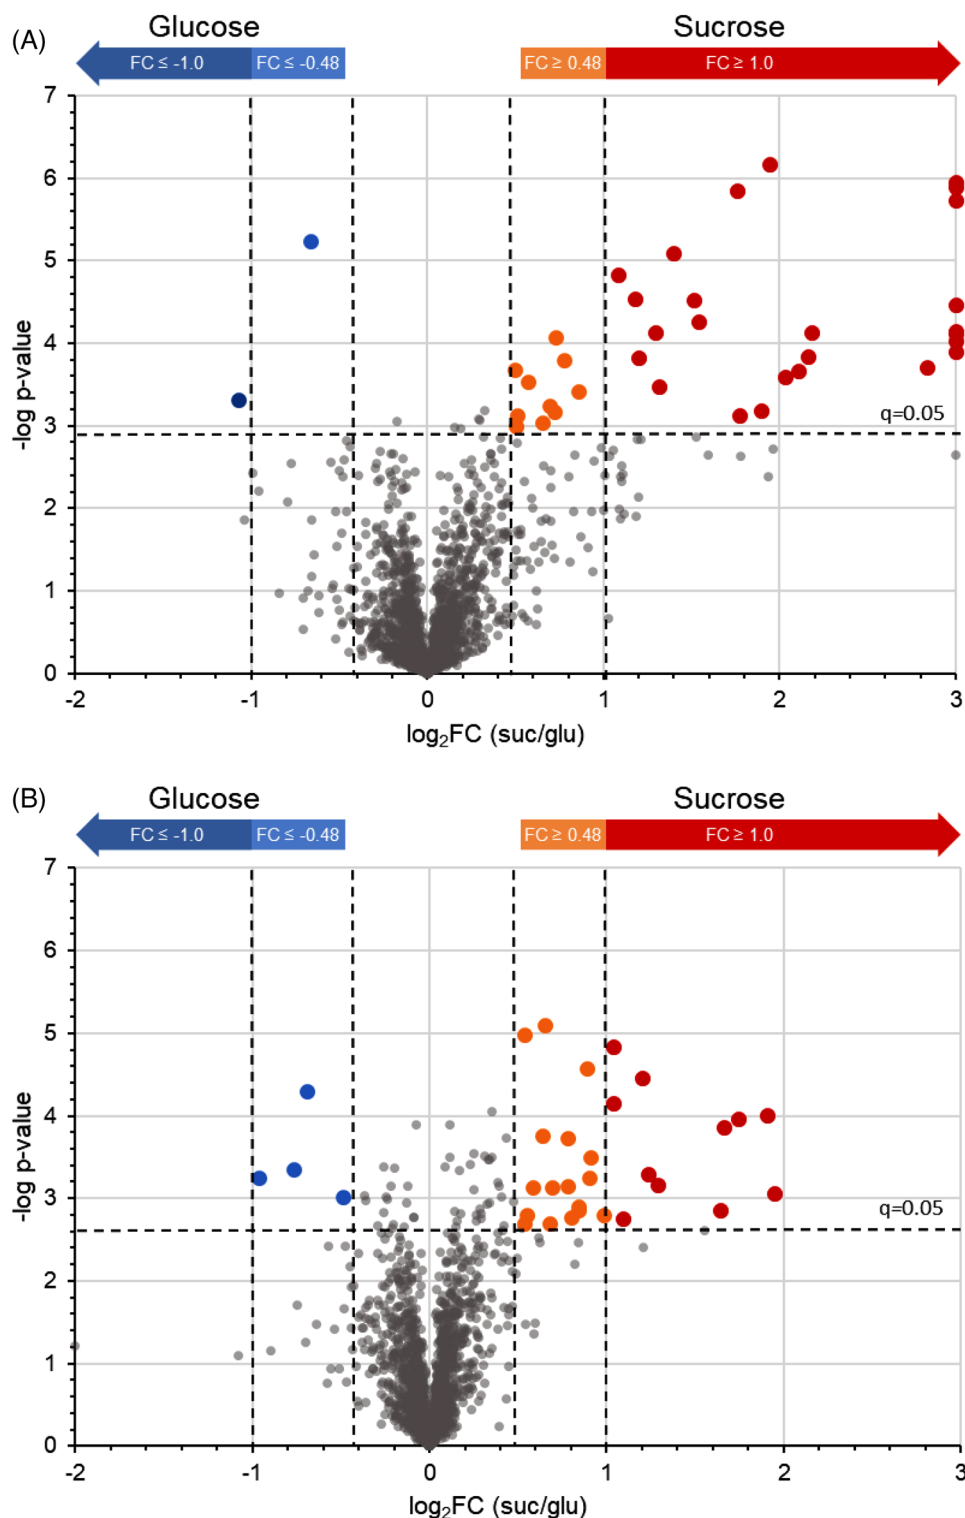 (A)
Glucose Sucrose
FC ≤ -1.0 FC ≤ -0.48 FC ≥ 0.48 FC ≥ 1.0
7
6
5
4
3
2
1
0
-log p-value
q=0.05
-2 -1 0 1 2 3
log₂FC (suc/glu)
(B)
Glucose Sucrose
FC ≤ -1.0 FC ≤ -0.48 FC ≥ 0.48 FC ≥ 1.0
7
6
5
4
3
2
1
0
-log p-value
q=0.05
-2 -1 0 1 2 3
log₂FC (suc/glu)